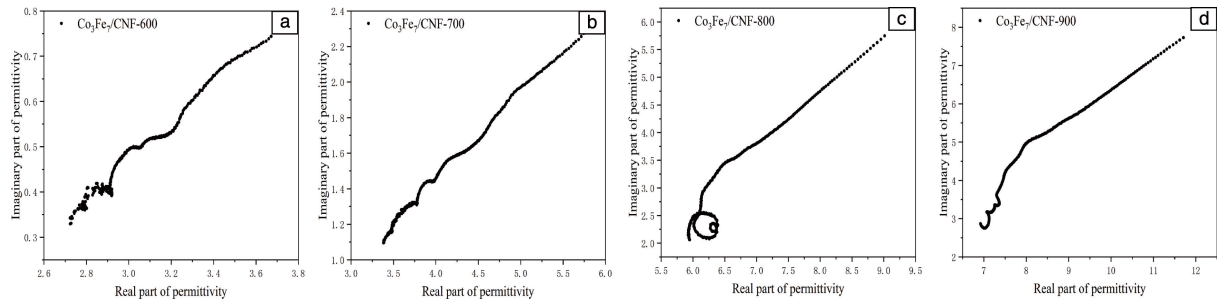 Co₃Fe₇/CNF-600
a
0.8
0.7
0.6
0.5
0.4
0.3
Imaginary part of permittivity
2.6 2.8 3.0 3.2 3.4 3.6 3.8
Real part of permittivity
Co₃Fe₇/CNF-700
b
2.4
2.2
2.0
1.8
1.6
1.4
1.2
1.0
Imaginary part of permittivity
3.0 3.5 4.0 4.5 5.0 5.5 6.0
Real part of permittivity
Co₃Fe₇/CNF-800
c
6.0
5.5
5.0
4.5
4.0
3.5
3.0
2.5
2.0
Imaginary part of permittivity
5.5 6.0 6.5 7.0 7.5 8.0 8.5 9.0 9.5
Real part of permittivity
Co₃Fe₇/CNF-900
d
8
7
6
5
4
3
2
Imaginary part of permittivity
7 8 9 10 11 12
Real part of permittivity